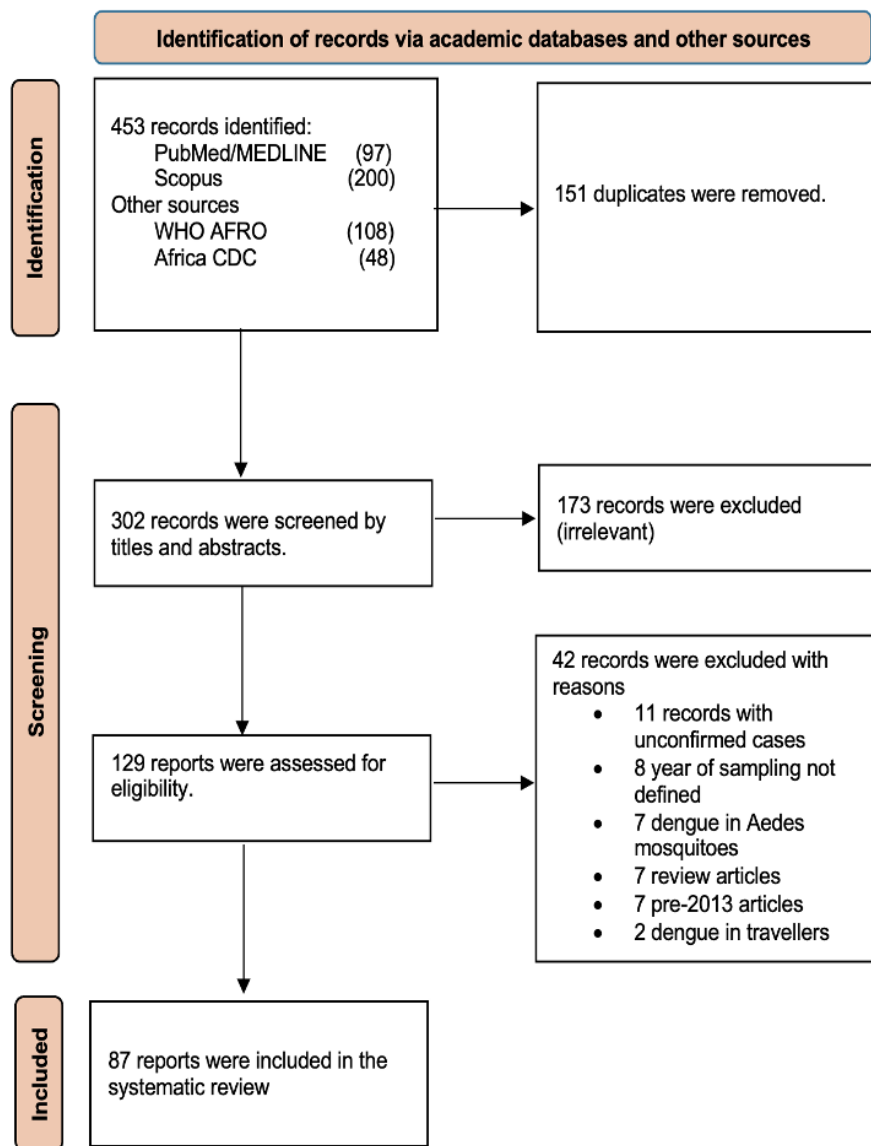 Identification of records via academic databases and other sources
Identification
453 records identified:
PubMed/MEDLINE (97)
Scopus (200)
Other sources
WHO AFRO (108)
Africa CDC (48)
151 duplicates were removed.
Screening
302 records were screened by
titles and abstracts.
173 records were excluded
(irrelevant)
129 reports were assessed for
eligibility.
42 records were excluded with
reasons
• 11 records with
unconfirmed cases
• 8 year of sampling not
defined
• 7 dengue in Aedes
mosquitoes
• 7 review articles
• 7 pre-2013 articles
• 2 dengue in travellers
Included
87 reports were included in the
systematic review